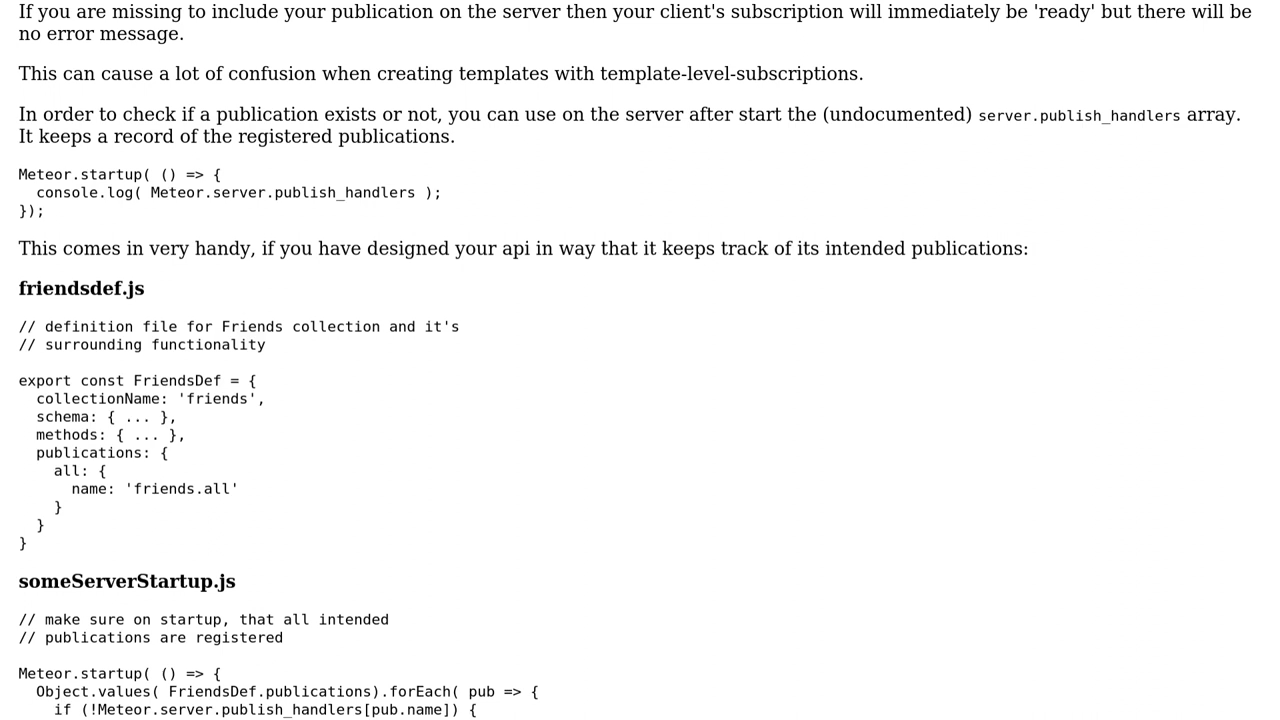 If you are missing to include your publication on the server then your client's subscription will immediately be 'ready' but there will be
no error message.
This can cause a lot of confusion when creating templates with template-level-subscriptions.
In order to check if a publication exists or not, you can use on the server after start the (undocumented) server.publish_handlers array.
It keeps a record of the registered publications.
Meteor.startup( () => {
  console.log( Meteor.server.publish_handlers );
});
This comes in very handy, if you have designed your api in way that it keeps track of its intended publications:
friendsdef.js
// definition file for Friends collection and it's
// surrounding functionality
export const FriendsDef = {
  collectionName: 'friends',
  schema: { ... },
  methods: { ... },
  publications: {
    all: {
      name: 'friends.all'
    }
  }
}
someServerStartup.js
// make sure on startup, that all intended
// publications are registered
Meteor.startup( () => {
  Object.values( FriendsDef.publications).forEach( pub => {
    if (!Meteor.server.publish_handlers[pub.name]) {